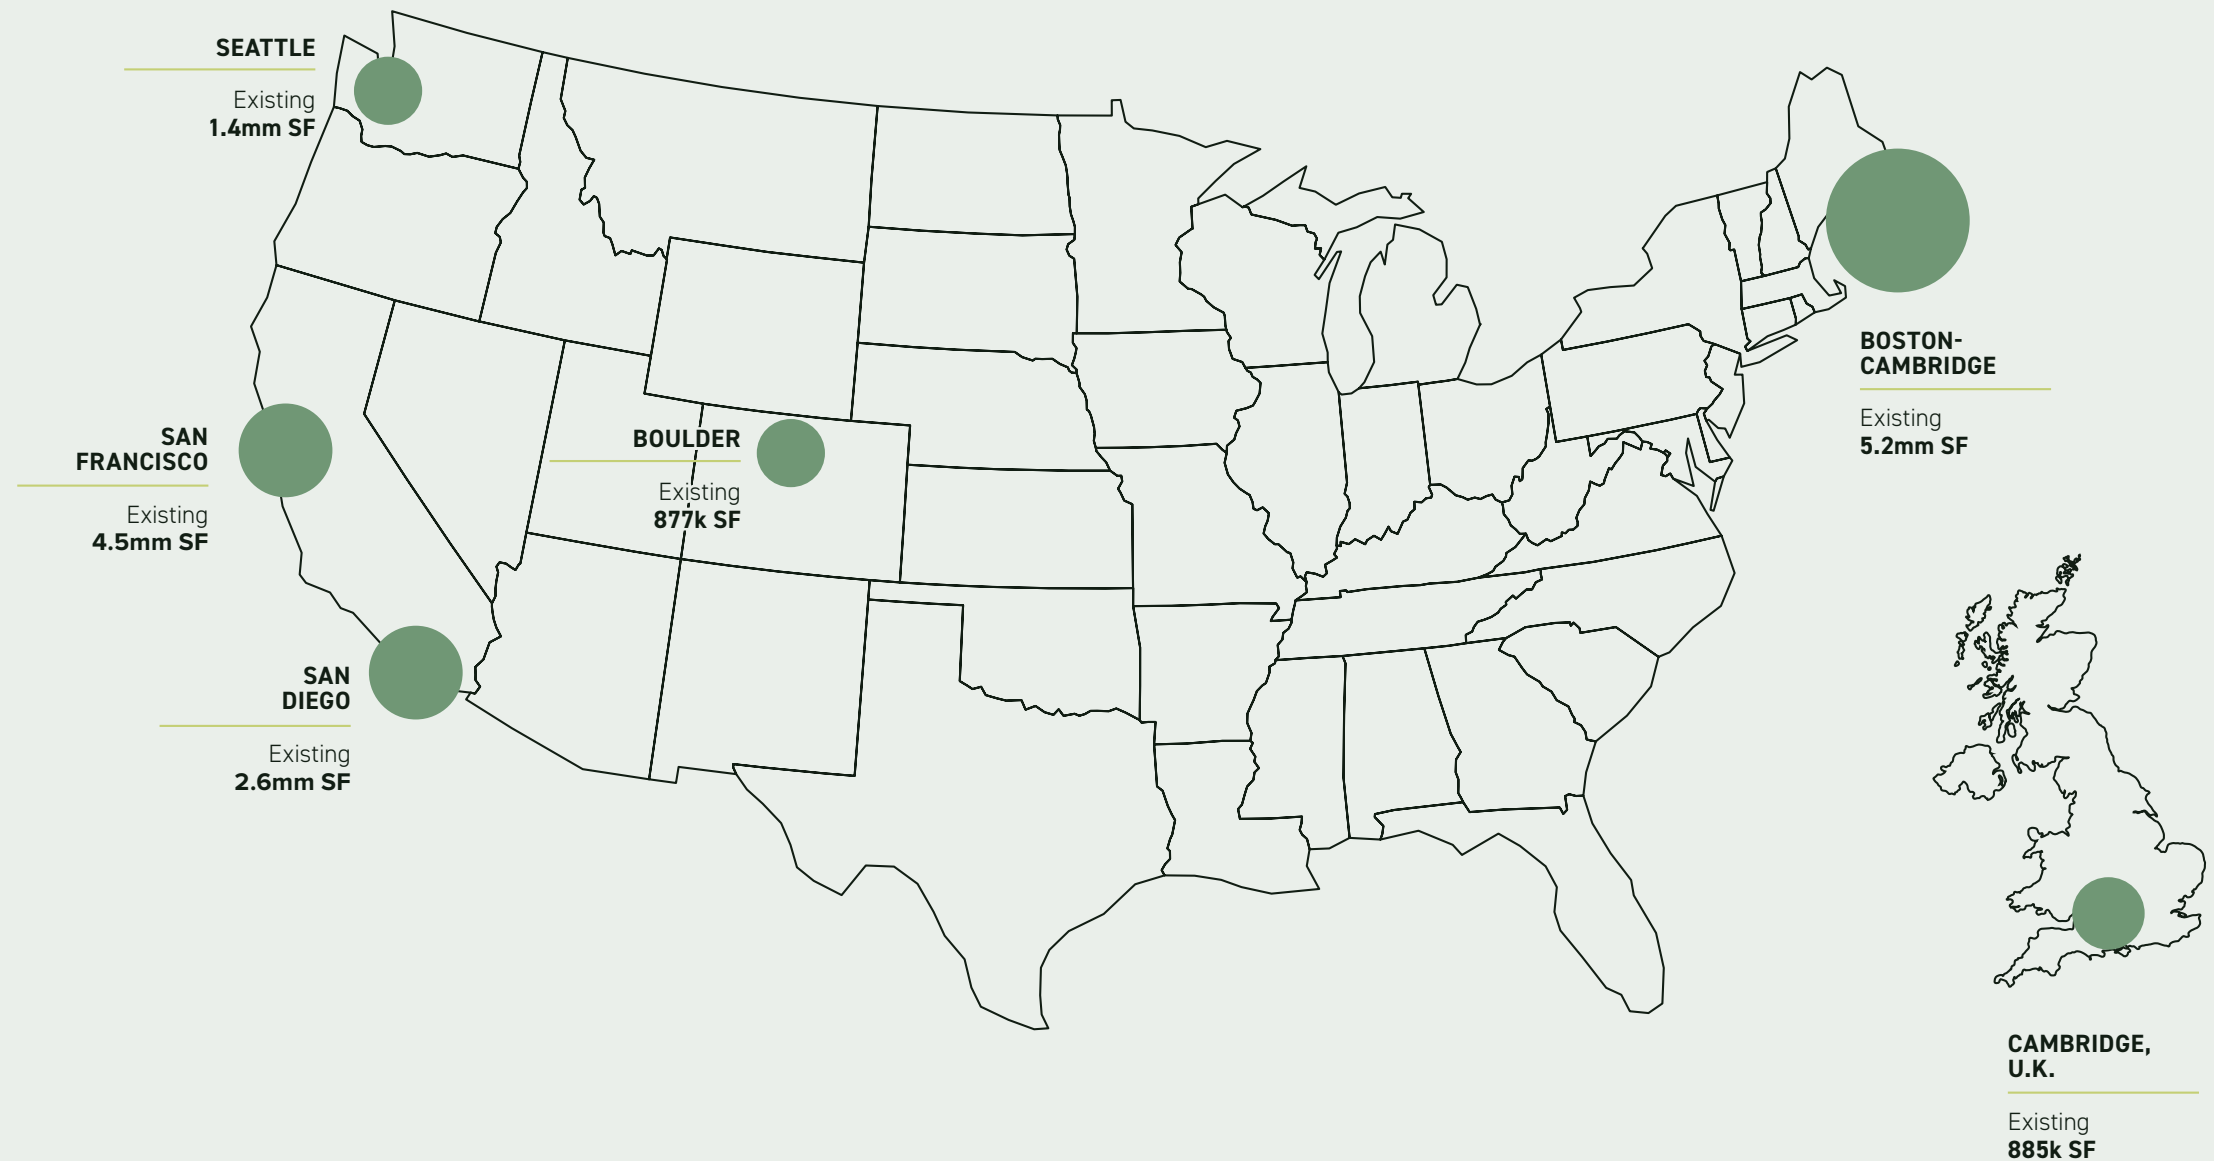 SEATTLE
Existing
1.4mm SF
SAN
FRANCISCO
Existing
4.5mm SF
SAN
DIEGO
Existing
2.6mm SF
BOULDER
Existing
877k SF
BOSTON-
CAMBRIDGE
Existing
5.2mm SF
CAMBRIDGE,
U.K.
Existing
885k SF